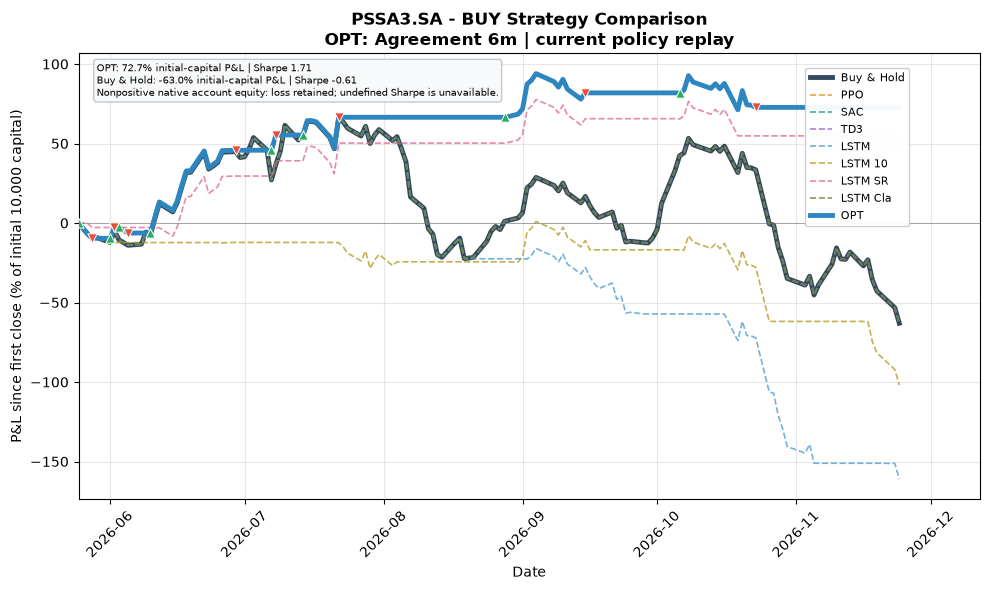 PSSA3.SA - BUY Strategy Comparison
OPT: Agreement 6m | current policy replay
OPT: 72.7% initial-capital P&L | Sharpe 1.71
Buy & Hold: -63.0% initial-capital P&L | Sharpe -0.61
Nonpositive native account equity: loss retained; undefined Sharpe is unavailable.
Buy & Hold
PPO
SAC
TD3
LSTM
LSTM 10
LSTM SR
LSTM Cla
OPT
P&L since first close (% of initial 10,000 capital)
100
50
0
−50
−100
−150
2026-06
2026-07
2026-08
2026-09
2026-10
2026-11
2026-12
Date